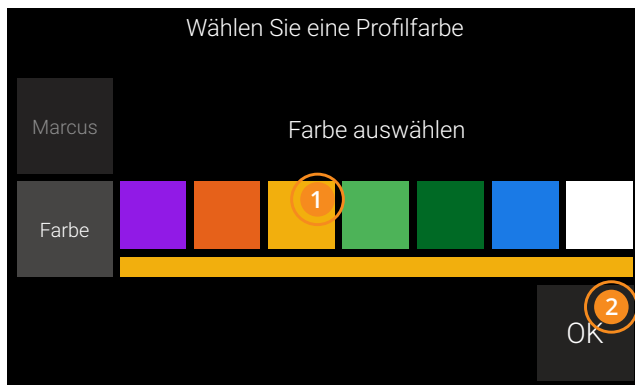 Wählen Sie eine Profilfarbe
Marcus
Farbe auswählen
Farbe
1
2
OK